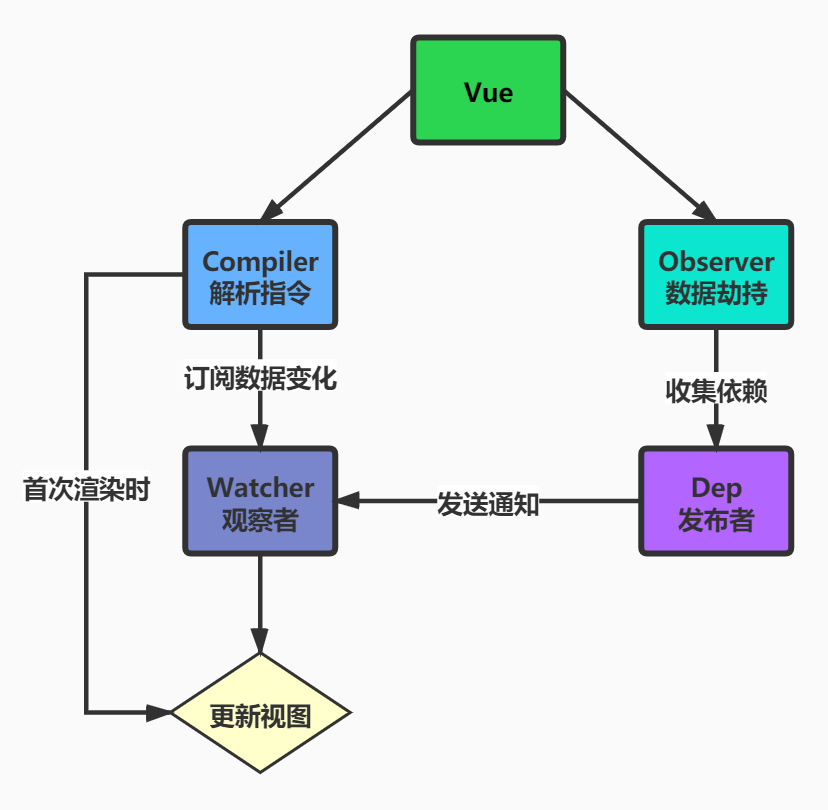 Vue
Compiler
解析指令
Observer
数据劫持
订阅数据变化
收集依赖
首次渲染时
Watcher
观察者
发送通知
Dep
发布者
更新视图